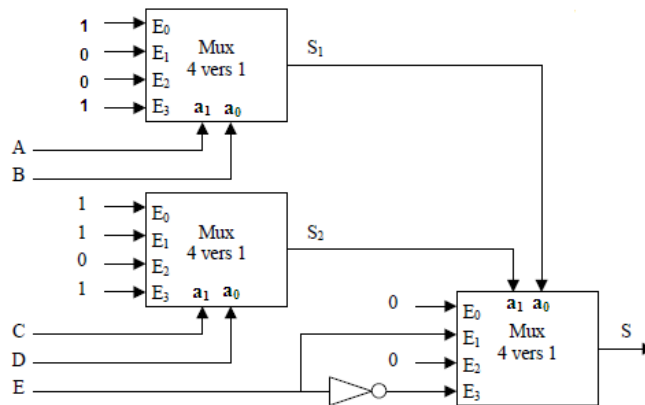 1 E0
0 E1
0 E2
1 E3
Mux
4 vers 1
a1 a0
S1
A
B
1 E0
1 E1
0 E2
1 E3
Mux
4 vers 1
a1 a0
S2
C
D
E
0 E0
E1
0 E2
E3
a1 a0
Mux
4 vers 1
S